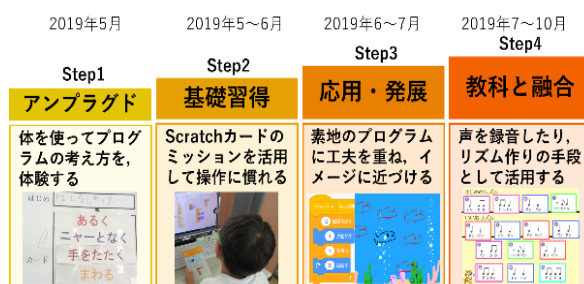 2019年5月
2019年5～6月
2019年6～7月
2019年7～10月
Step1
Step2
Step3
Step4
アンプラグド
基礎習得
応用・発展
教科と融合
体を使ってプログ
ラムの考え方を，
体験する
Scratchカードの
ミッションを活用
して操作に慣れる
素地のプログラム
に工夫を重ね，イ
メージに近づける
声を録音したり，
リズム作りの手段
として活用する
はじめ
カード
あるく
ニャーとなく
手をたたく
まわる